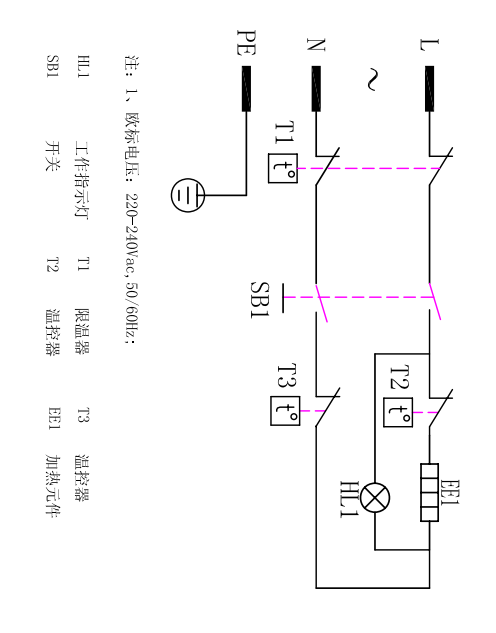 L
N
PE
~
T1
t°
SB1
T2
t°
T3
t°
EE1
HL1
注：1、欧标电压：220-240Vac,50/60Hz；
HL1 工作指示灯 T1 限温器 T3 温控器
SB1 开关 T2 温控器 EE1 加热元件